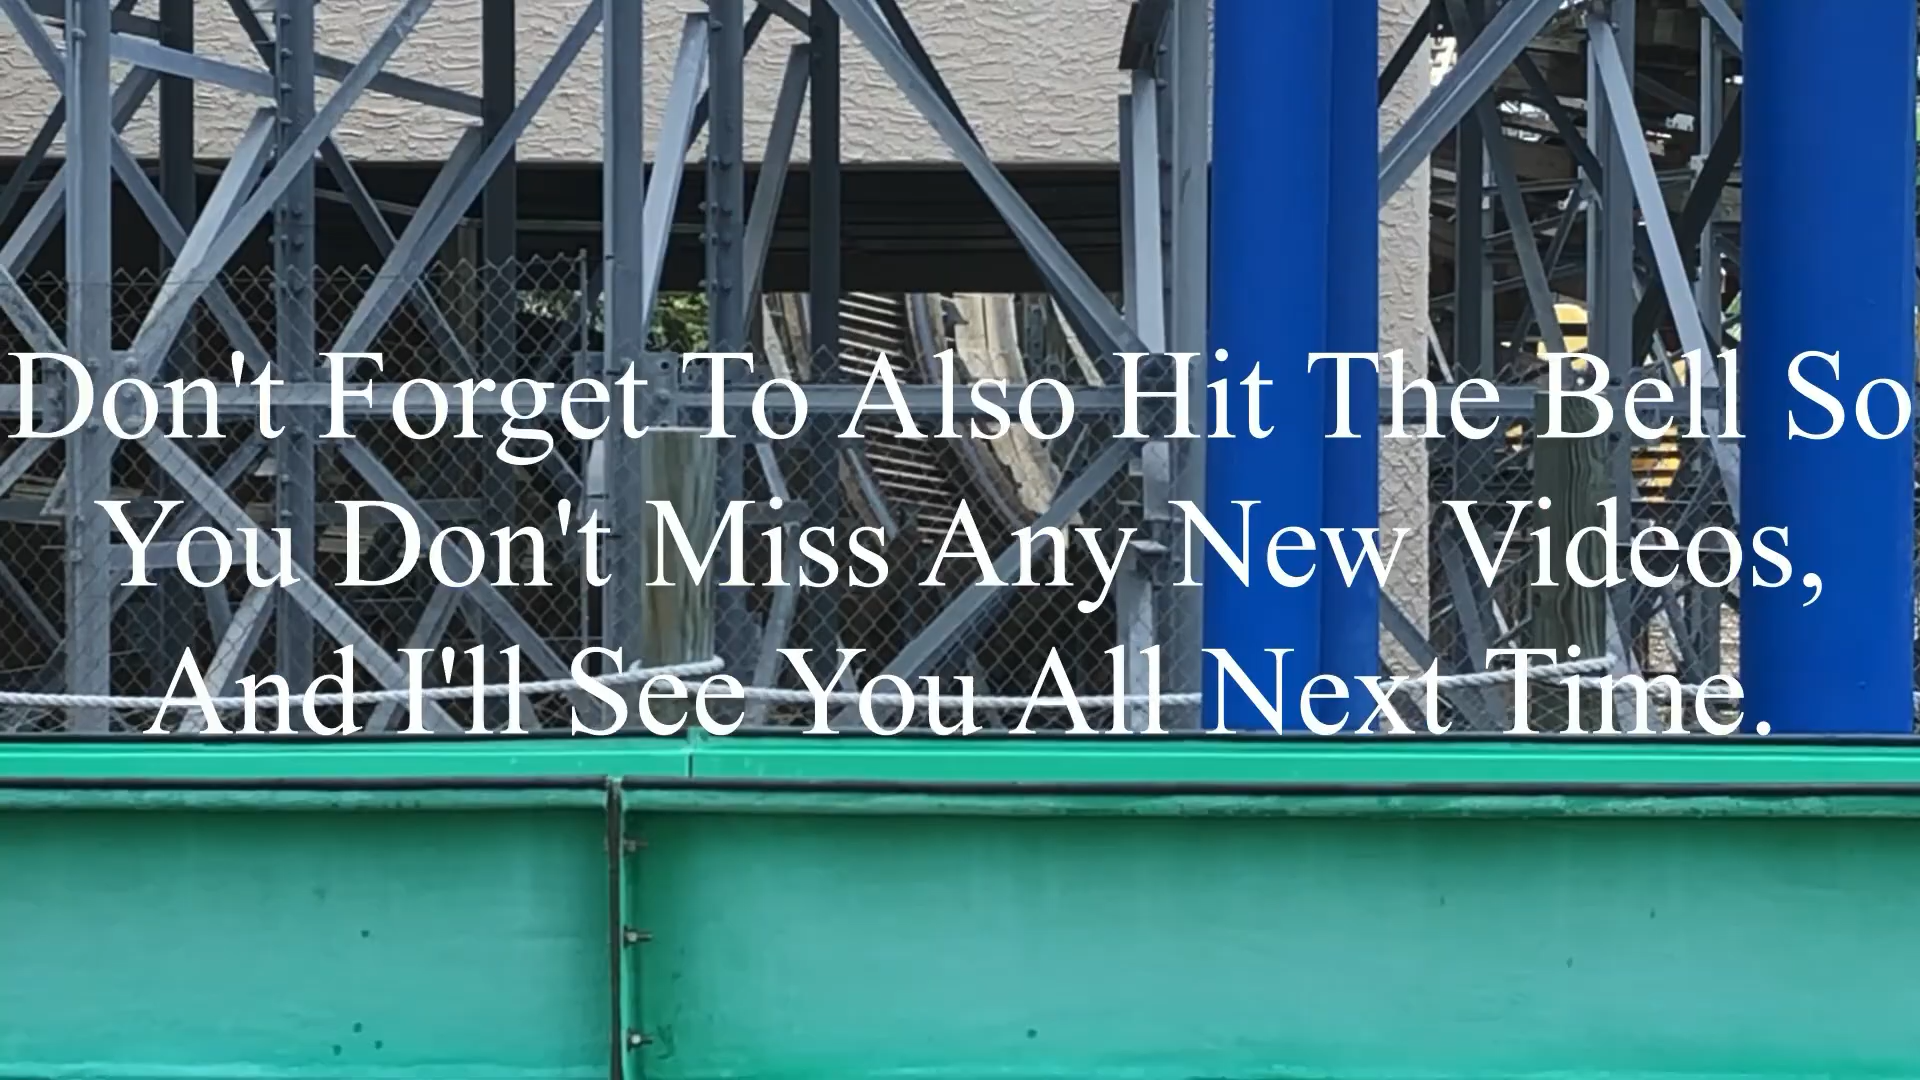 Don't Forget To Also Hit The Bell So
You Don't Miss Any New Videos,
And I'll See You All Next Time.